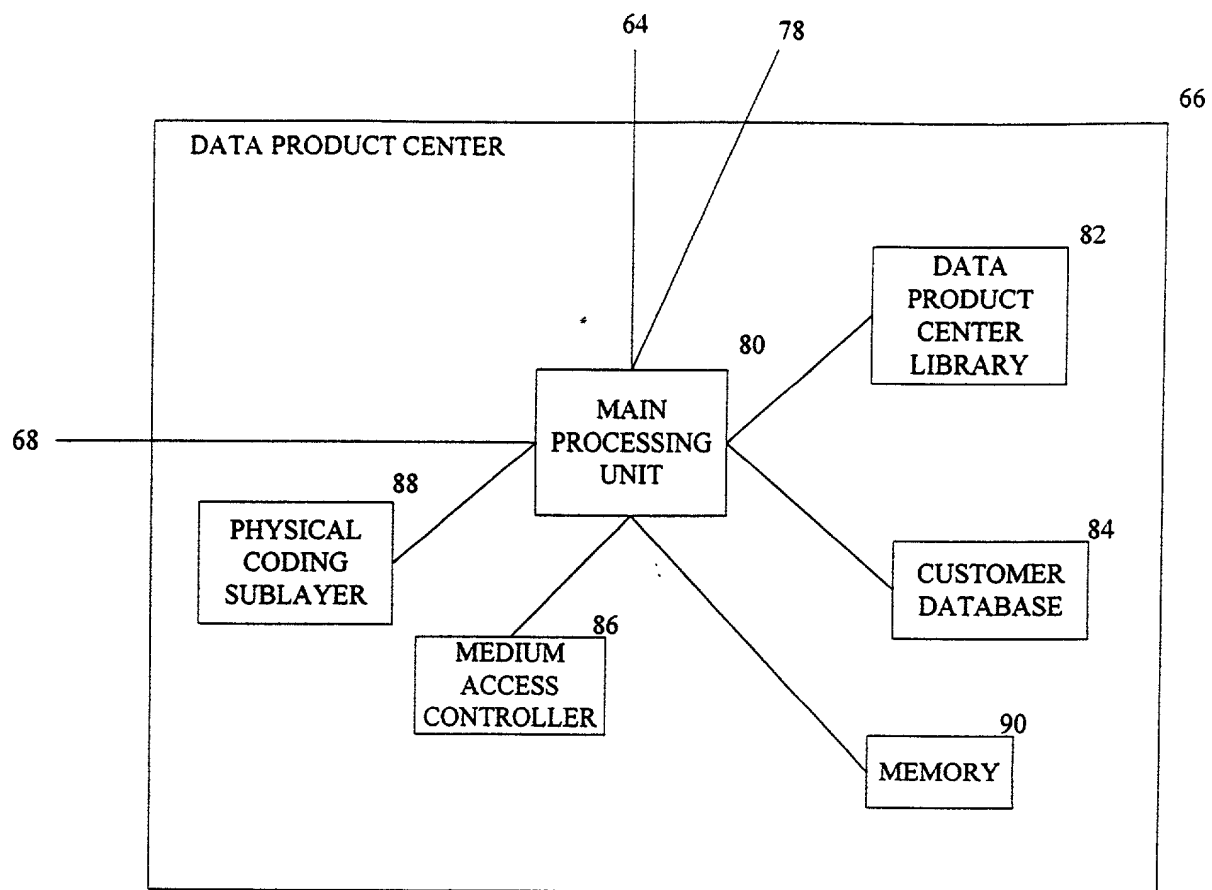 64
78
66
DATA PRODUCT CENTER
82
DATA
PRODUCT
CENTER
LIBRARY
80
MAIN
PROCESSING
UNIT
68
88
PHYSICAL
CODING
SUBLAYER
84
CUSTOMER
DATABASE
86
MEDIUM
ACCESS
CONTROLLER
90
MEMORY